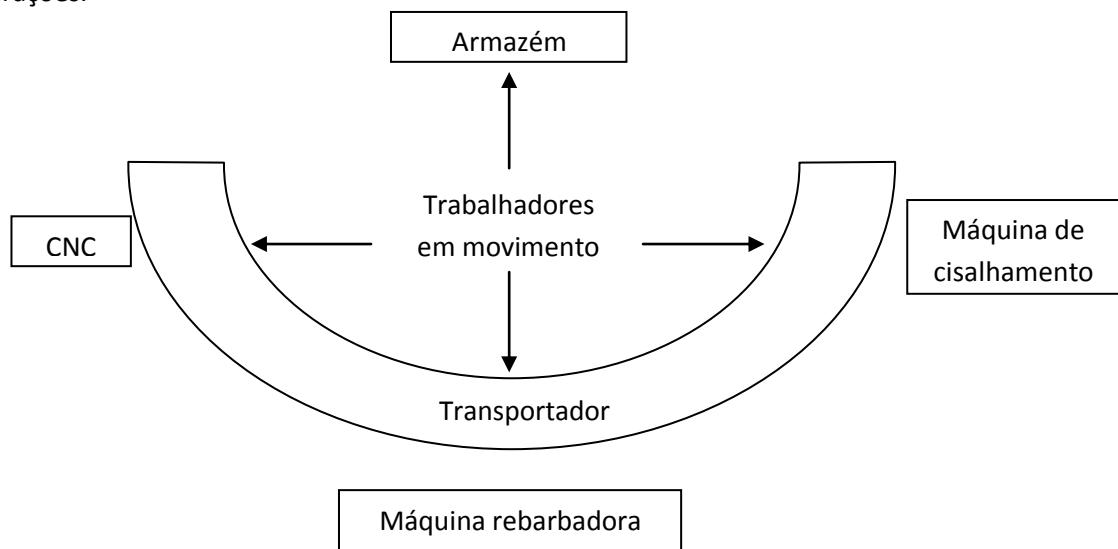 Armazém
Trabalhadores
em movimento
CNC
Máquina de
cisalhamento
Transportador
Máquina rebarbadora